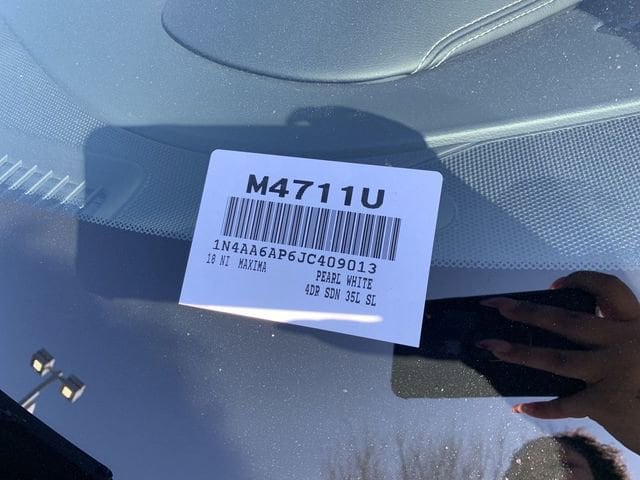 M4711U
1N4AA6AP6JC409013
18 NI MAXIMA
PEARL WHITE
4DR SDN 35L SL